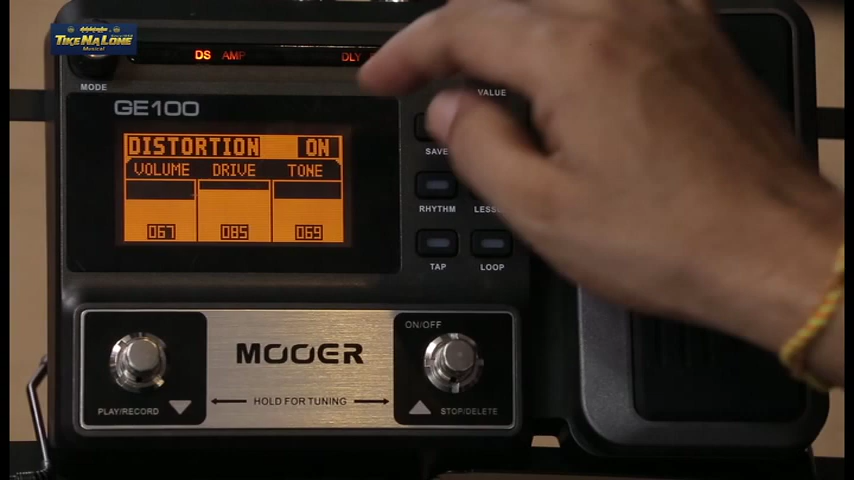 TIKENALONE
Musical
DS AMP DLY
MODE
VALUE
GE100
DISTORTION ON
VOLUME DRIVE TONE
067 085 069
SAVE
RHYTHM
TAP LOOP
MOOER
ON/OFF
HOLD FOR TUNING
PLAY/RECORD
STOP/DELETE